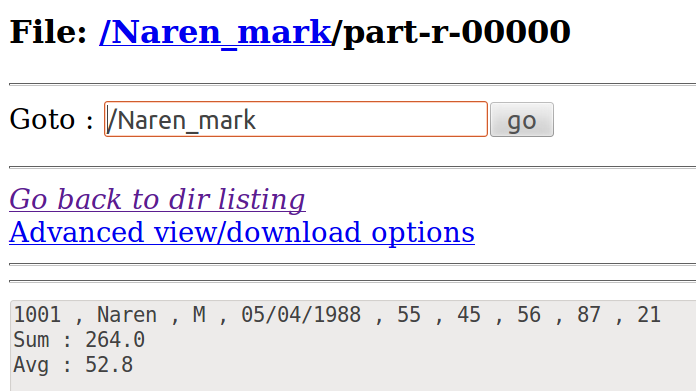 File: /Naren_mark/part-r-00000
Goto : /Naren_mark go
Go back to dir listing
Advanced view/download options
1001 , Naren , M , 05/04/1988 , 55 , 45 , 56 , 87 , 21
Sum : 264.0
Avg : 52.8